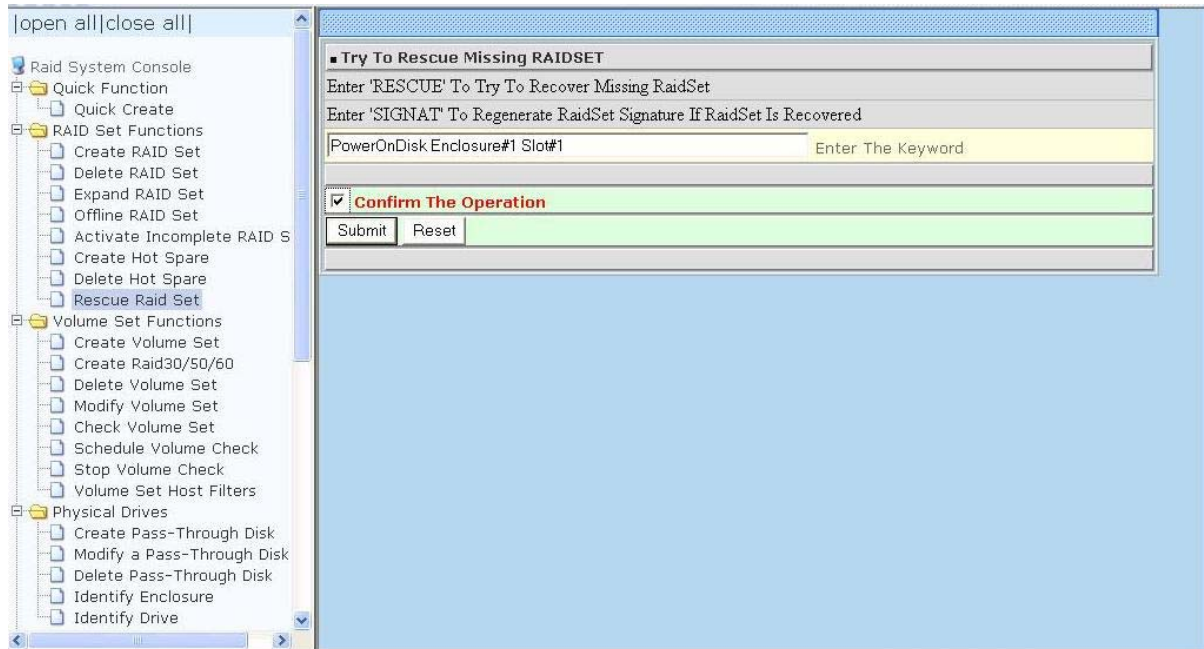 |open all|close all|
Raid System Console
Quick Function
Quick Create
RAID Set Functions
Create RAID Set
Delete RAID Set
Expand RAID Set
Offline RAID Set
Activate Incomplete RAID S
Create Hot Spare
Delete Hot Spare
Rescue Raid Set
Volume Set Functions
Create Volume Set
Create Raid30/50/60
Delete Volume Set
Modify Volume Set
Check Volume Set
Schedule Volume Check
Stop Volume Check
Volume Set Host Filters
Physical Drives
Create Pass-Through Disk
Modify a Pass-Through Disk
Delete Pass-Through Disk
Identify Enclosure
Identify Drive
Try To Rescue Missing RAIDSET
Enter 'RESCUE' To Try To Recover Missing RaidSet
Enter 'SIGNAT' To Regenerate RaidSet Signature If RaidSet Is Recovered
PowerOnDisk Enclosure#1 Slot#1 Enter The Keyword
Confirm The Operation
Submit Reset